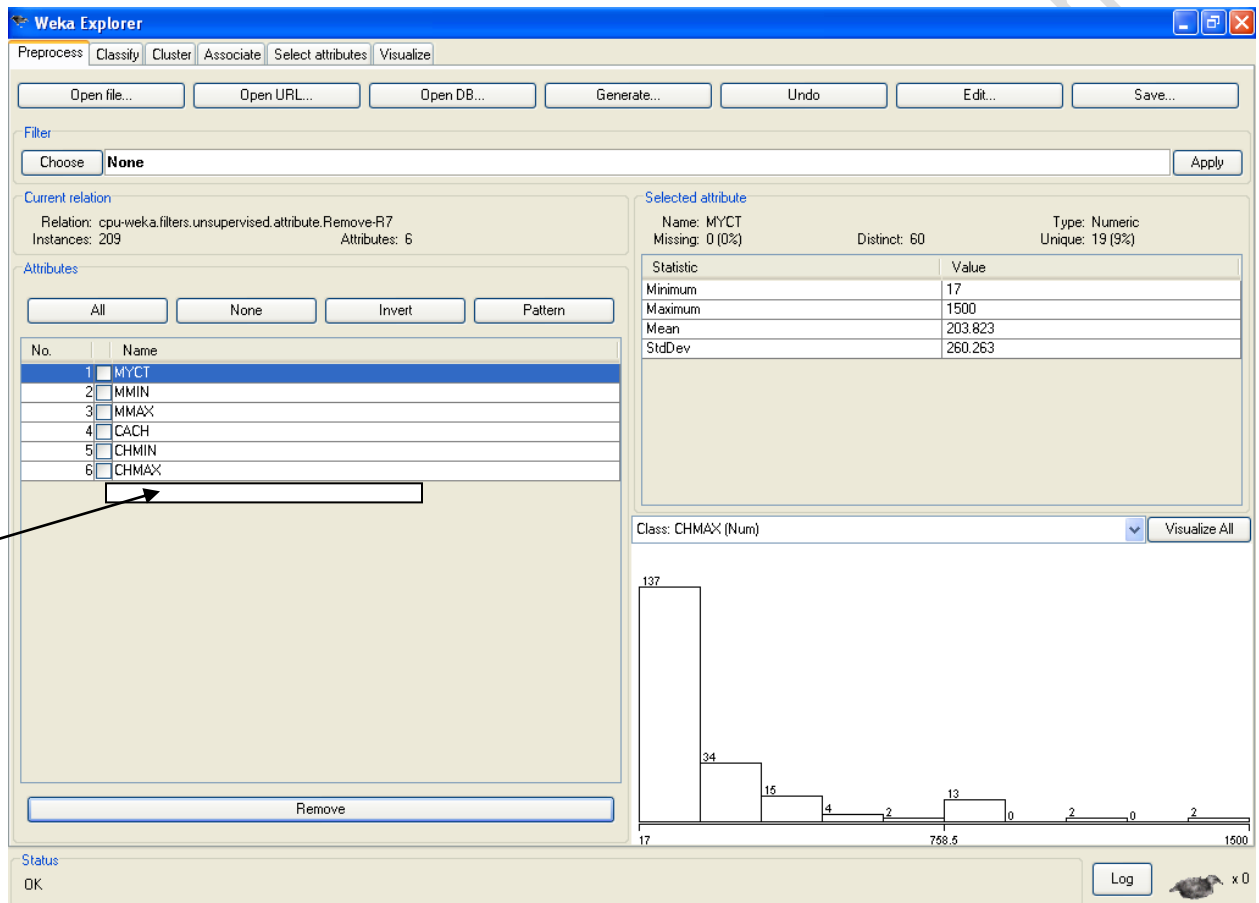 Weka Explorer
Preprocess Classify Cluster Associate Select attributes Visualize
Open file... Open URL... Open DB... Generate... Undo Edit... Save...
Filter
Choose None Apply
Current relation
Relation: cpu-weka.filters.unsupervised.attribute.Remove-R7
Instances: 209 Attributes: 6
Attributes
All None Invert Pattern
No. Name
1 MYCT
2 MMIN
3 MMAX
4 CACH
5 CHMIN
6 CHMAX
Remove
Selected attribute
Name: MYCT Type: Numeric
Missing: 0 (0%) Distinct: 60 Unique: 19 (9%)
Statistic Value
Minimum 17
Maximum 1500
Mean 203.823
StdDev 260.263
Class: CHMAX (Num) Visualize All
137
34
15
4
2
13
0
2
0
2
17 758.5 1500
Status
OK
Log x 0